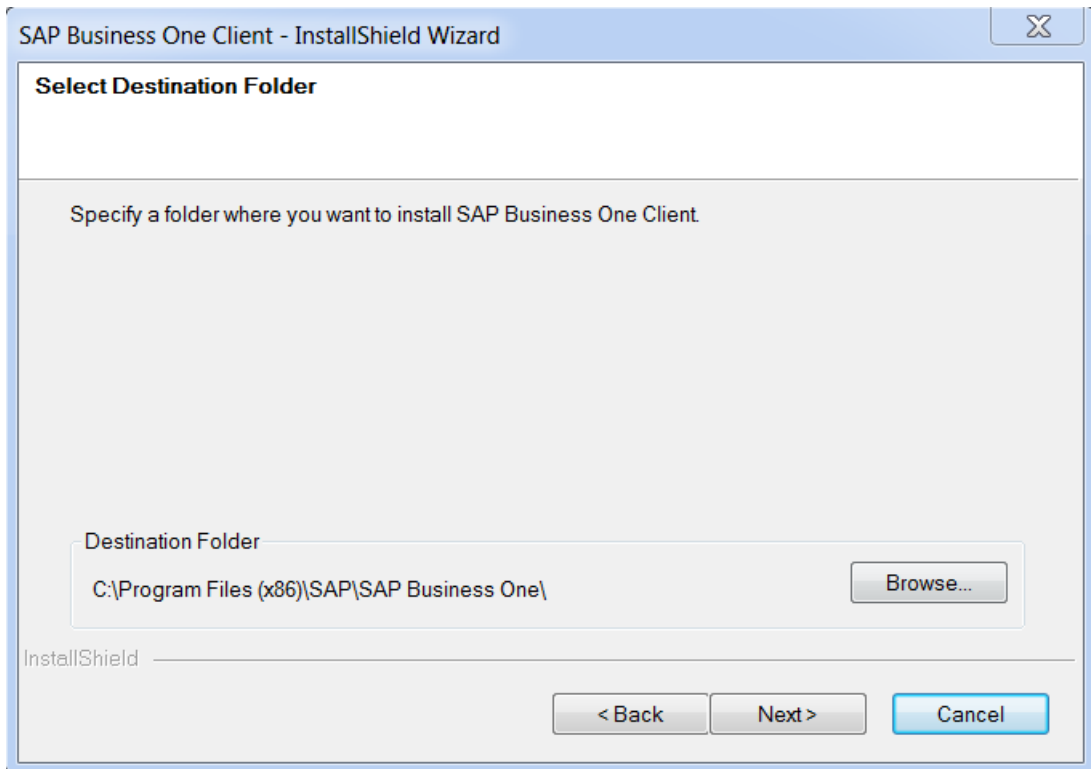 SAP Business One Client - InstallShield Wizard
Select Destination Folder
Specify a folder where you want to install SAP Business One Client.
Destination Folder
C:\Program Files (x86)\SAP\SAP Business One\
Browse...
InstallShield
< Back
Next >
Cancel